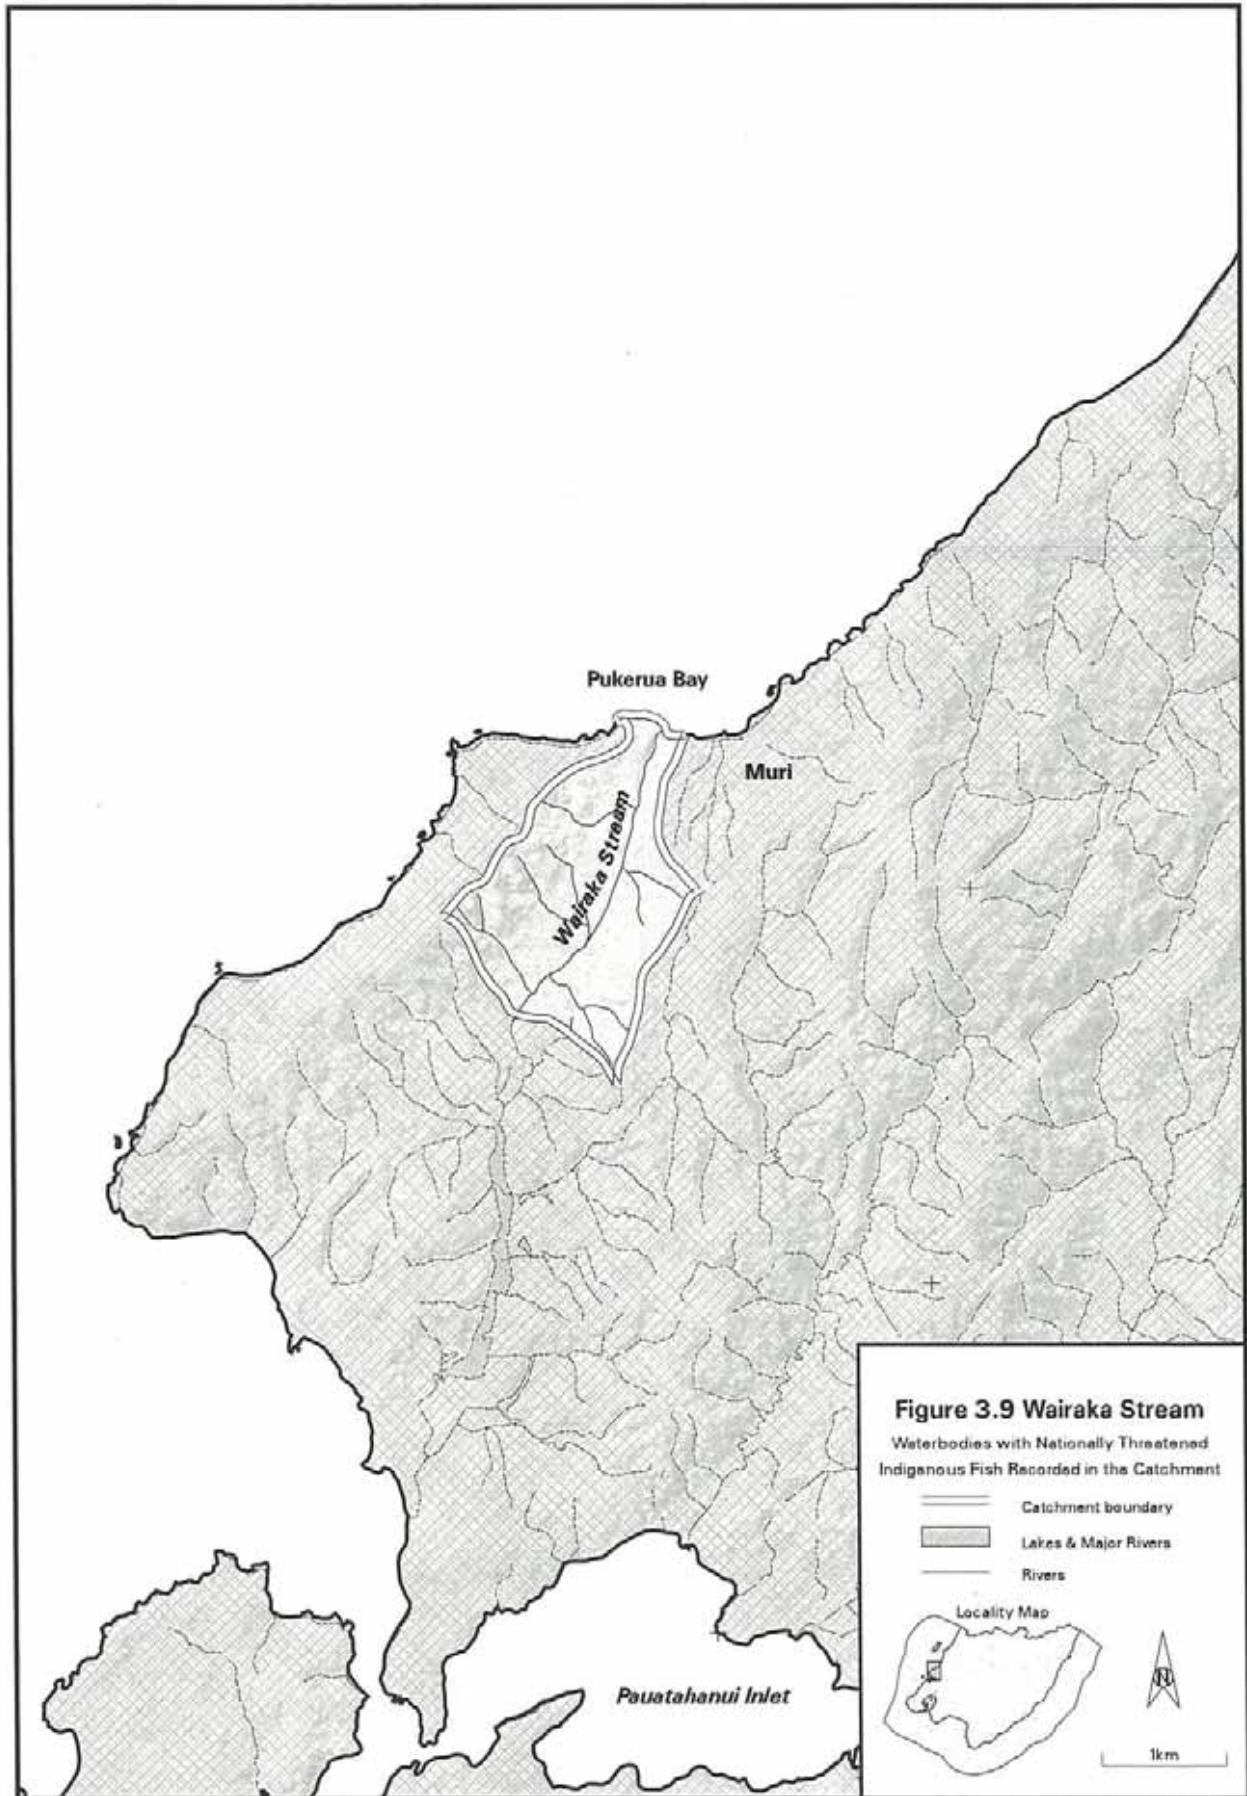 Pukerua Bay
Muri
Wairaka Stream
Pauatahanui Inlet
Figure 3.9 Wairaka Stream
Waterbodies with Nationally Threatened
Indigenous Fish Recorded in the Catchment
Catchment boundary
Lakes & Major Rivers
Rivers
Locality Map
N
1km